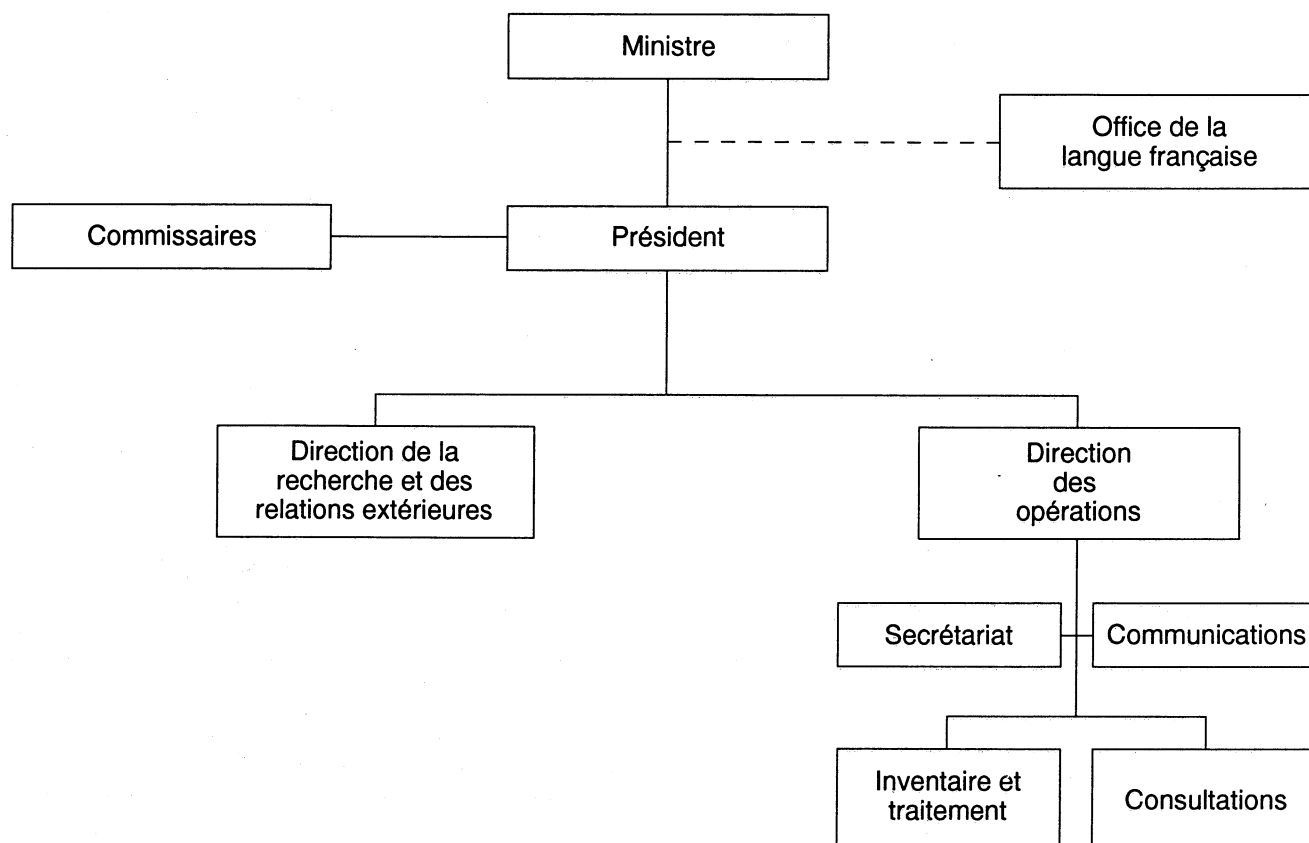 Ministre
Office de la
langue française
Commissaires
Président
Direction de la
recherche et des
relations extérieures
Direction
des
opérations
Secrétariat
Communications
Inventaire et
traitement
Consultations